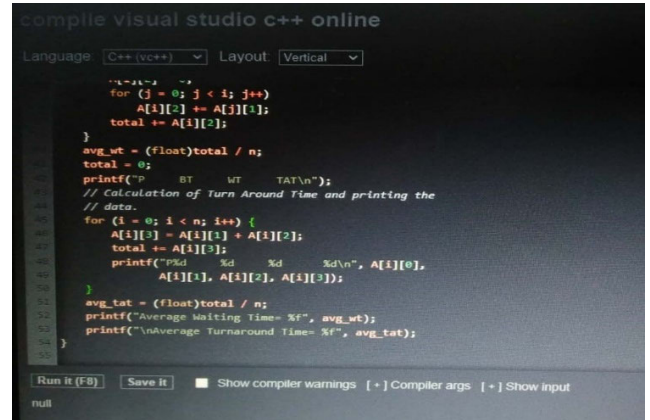 compile visual studio c++ online
Language: C++ (vc++) Layout: Vertical
for (j = 0; j < i; j++)
A[i][2] += A[j][1];
total += A[i][2];
}
avg_wt = (float)total / n;
total = 0;
printf("P BT WT TAT\n");
// Calculation of Turn Around Time and printing the
// data.
for (i = 0; i < n; i++) {
A[i][3] = A[i][1] + A[i][2];
total += A[i][3];
printf("P%d %d %d %d\n", A[i][0],
A[i][1], A[i][2], A[i][3]);
}
avg_tat = (float)total / n;
printf("Average Waiting Time= %f", avg_wt);
printf("\nAverage Turnaround Time= %f", avg_tat);
}
Run it (F8) Save it Show compiler warnings [+] Compiler args [+] Show input
null